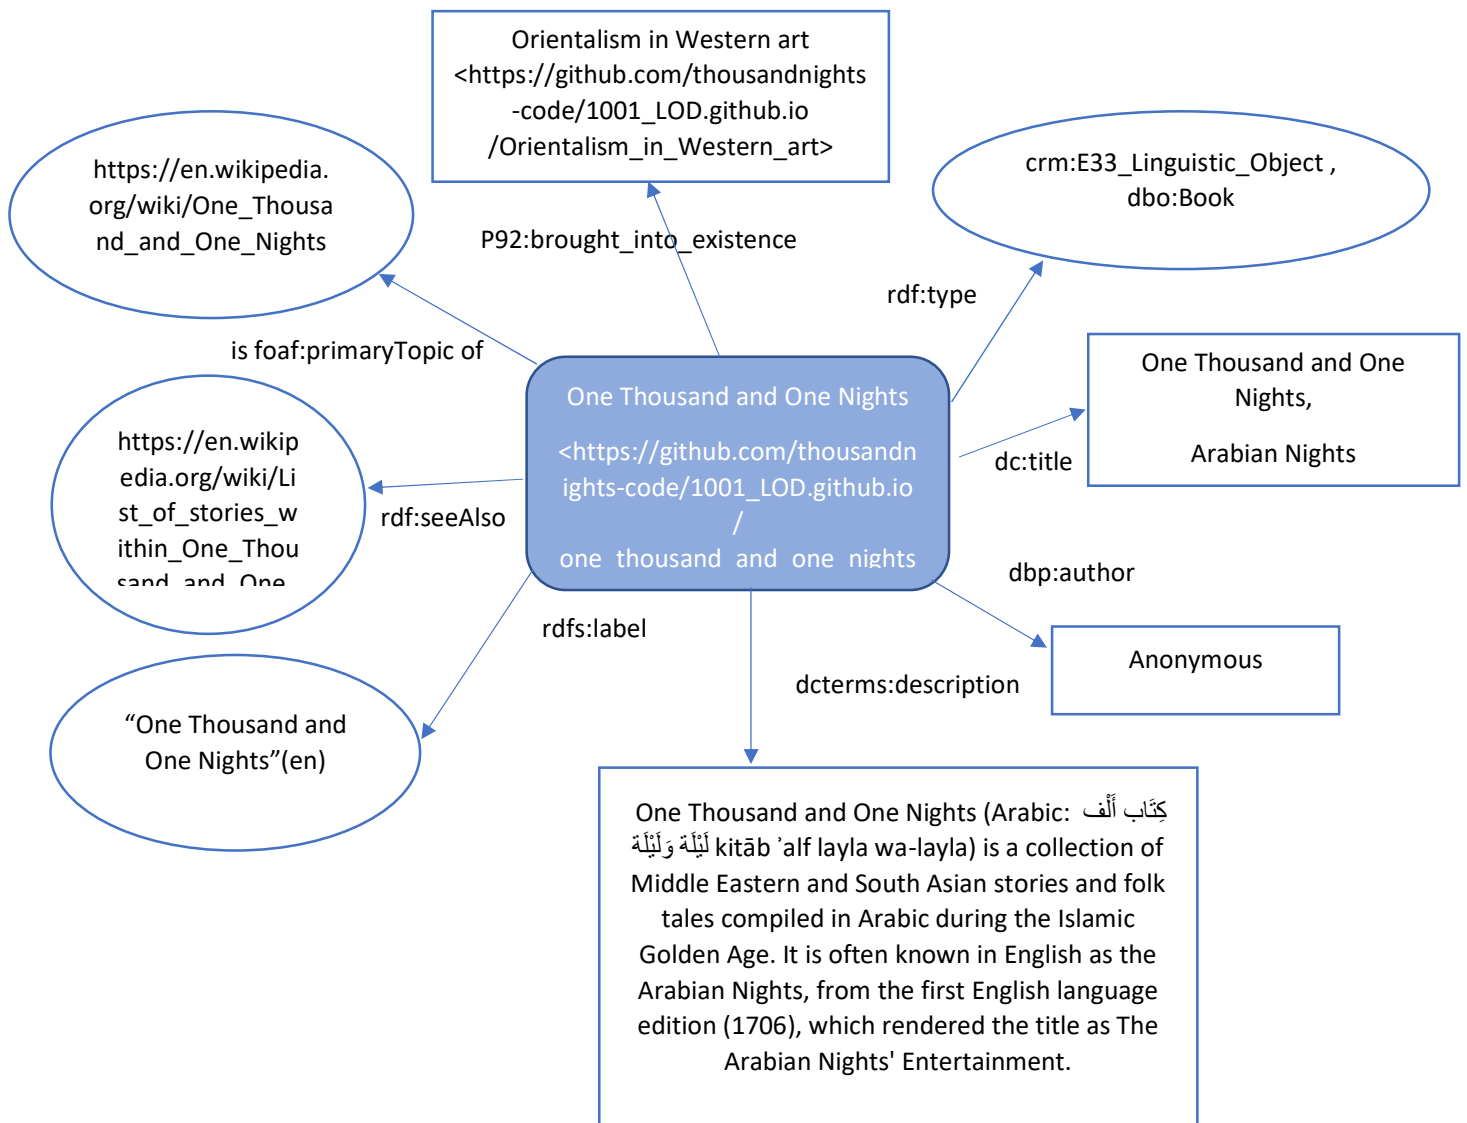 Orientalism in Western art
<https://github.com/thousandnights
-code/1001_LOD.github.io
/Orientalism_in_Western_art>
https://en.wikipedia.
org/wiki/One_Thousa
nd_and_One_Nights
crm:E33_Linguistic_Object ,
dbo:Book
P92:brought_into_existence
rdf:type
is foaf:primaryTopic of
One Thousand and One Nights
<https://github.com/thousandn
ights-code/1001_LOD.github.io
/
one_thousand_and_one_nights
One Thousand and One
Nights,
Arabian Nights
dc:title
https://en.wikip
edia.org/wiki/Li
st_of_stories_w
ithin_One_Thou
sand_and_One_
rdf:seeAlso
dbp:author
rdfs:label
Anonymous
dcterms:description
“One Thousand and
One Nights”(en)
One Thousand and One Nights (Arabic: كِتَاب أَلْف
لَيْلَة وَلَيْلَة kitāb ʾalf layla wa-layla) is a collection of
Middle Eastern and South Asian stories and folk
tales compiled in Arabic during the Islamic
Golden Age. It is often known in English as the
Arabian Nights, from the first English language
edition (1706), which rendered the title as The
Arabian Nights' Entertainment.